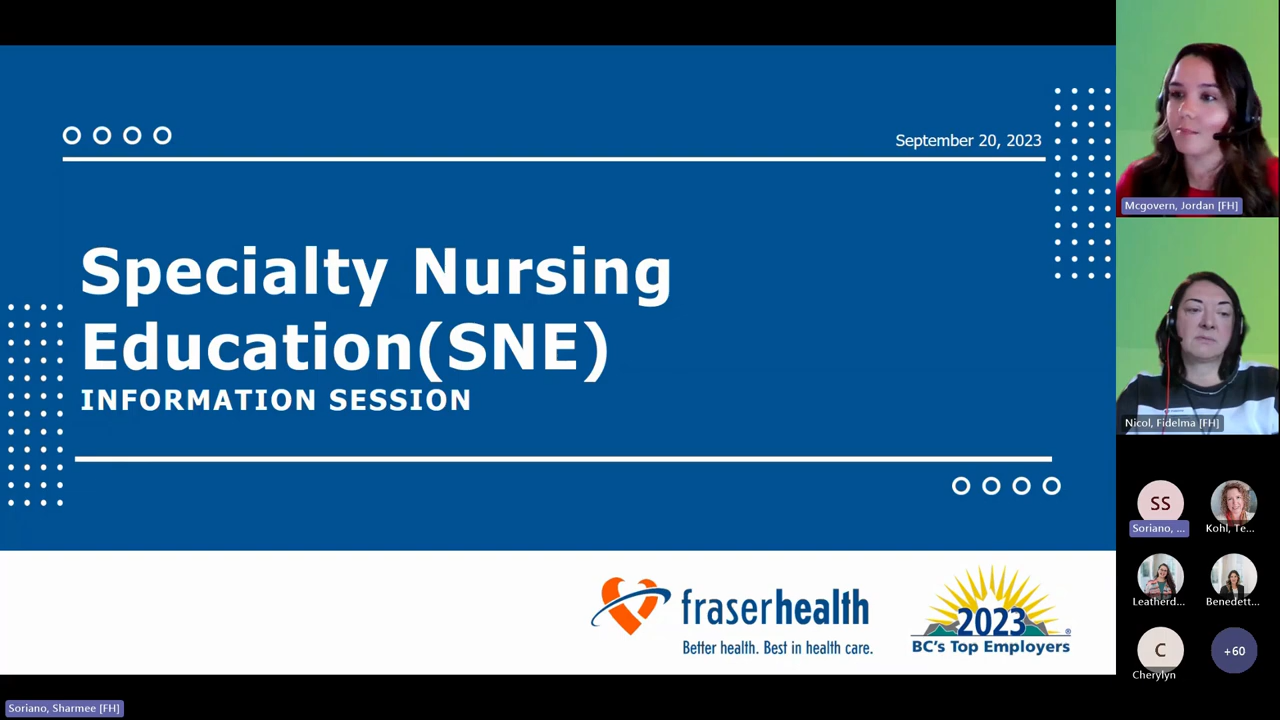 September 20, 2023
Specialty Nursing
Education(SNE)
INFORMATION SESSION
fraserhealth
Better health. Best in health care.
2023
®
BC's Top Employers
Mcgovern, Jordan [FH]
Nicol, Fidelma [FH]
SS
Soriano, ...
Kohl, Te...
Leatherd...
Benedett...
C
Cherylyn
+60
Soriano, Sharmee [FH]